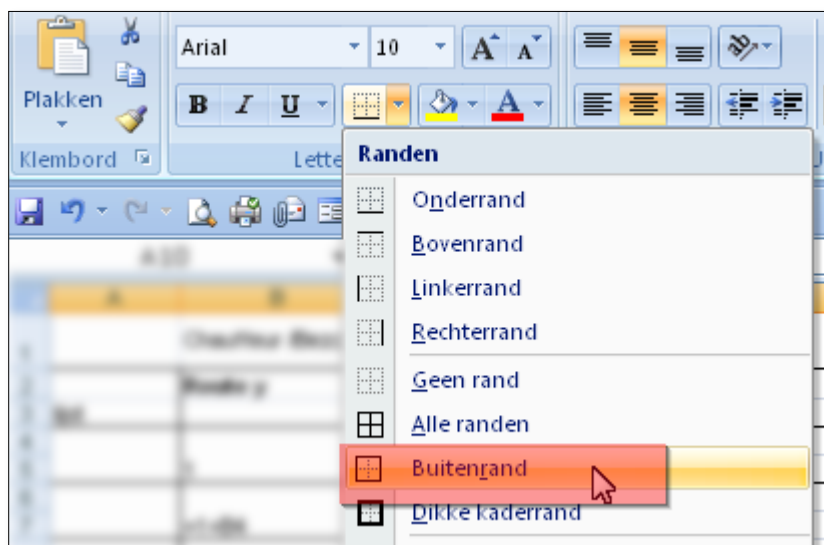 Arial 10
Plakken B I U A
Klembord Lette
Randen
Onderrand
Bovenrand
Linkerrand
Rechterrand
Geen rand
Alle randen
Buitenrand
Dikke kaderrand
A10
A B
1
2
3
4
5
6
7